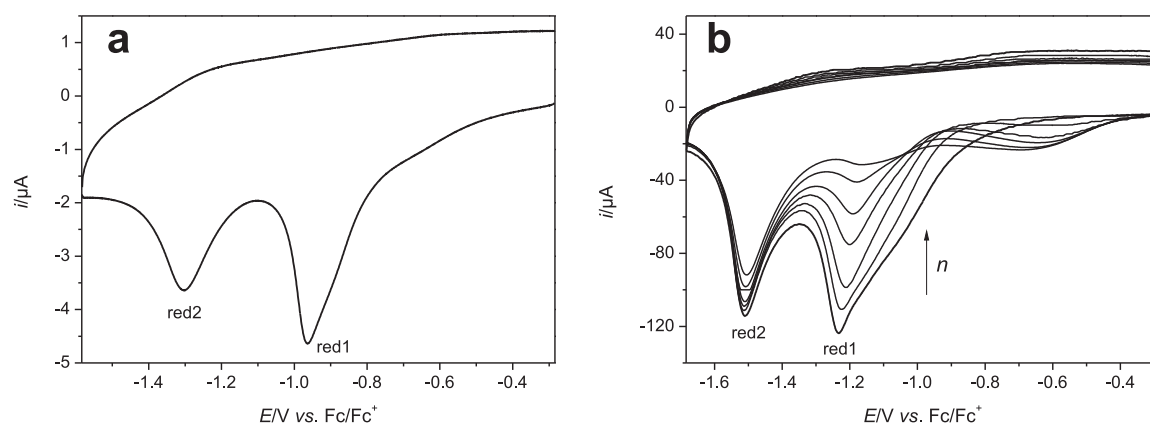 a
1
0
-1
-2
-3
-4
-5
i/μA
red2
red1
-1.4
-1.2
-1.0
-0.8
-0.6
-0.4
E/V vs. Fc/Fc⁺
b
40
0
-40
-80
-120
i/μA
n
red2
red1
-1.6
-1.4
-1.2
-1.0
-0.8
-0.6
-0.4
E/V vs. Fc/Fc⁺